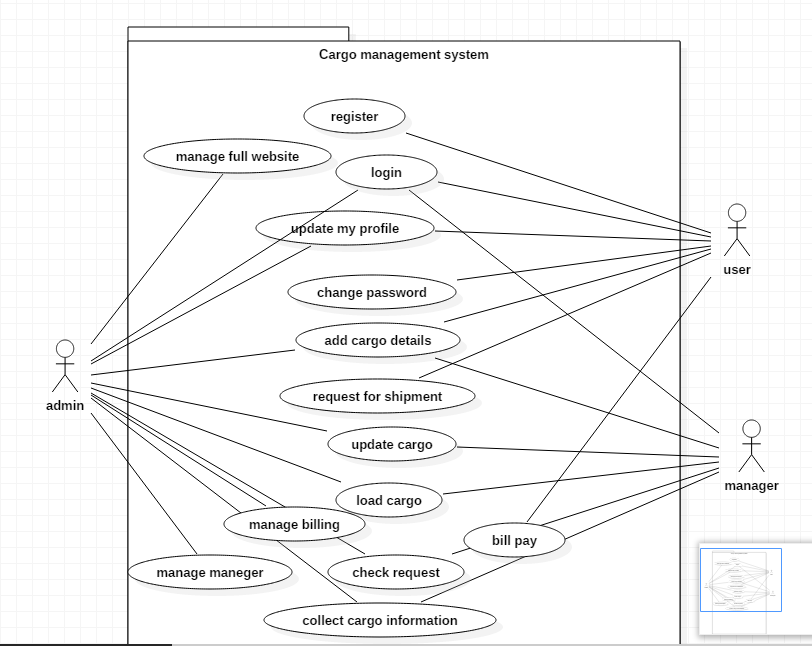 Cargo management system
register
manage full website
login
update my profile
user
change password
add cargo details
admin
request for shipment
update cargo
manager
load cargo
manage billing
bill pay
manage maneger
check request
collect cargo information